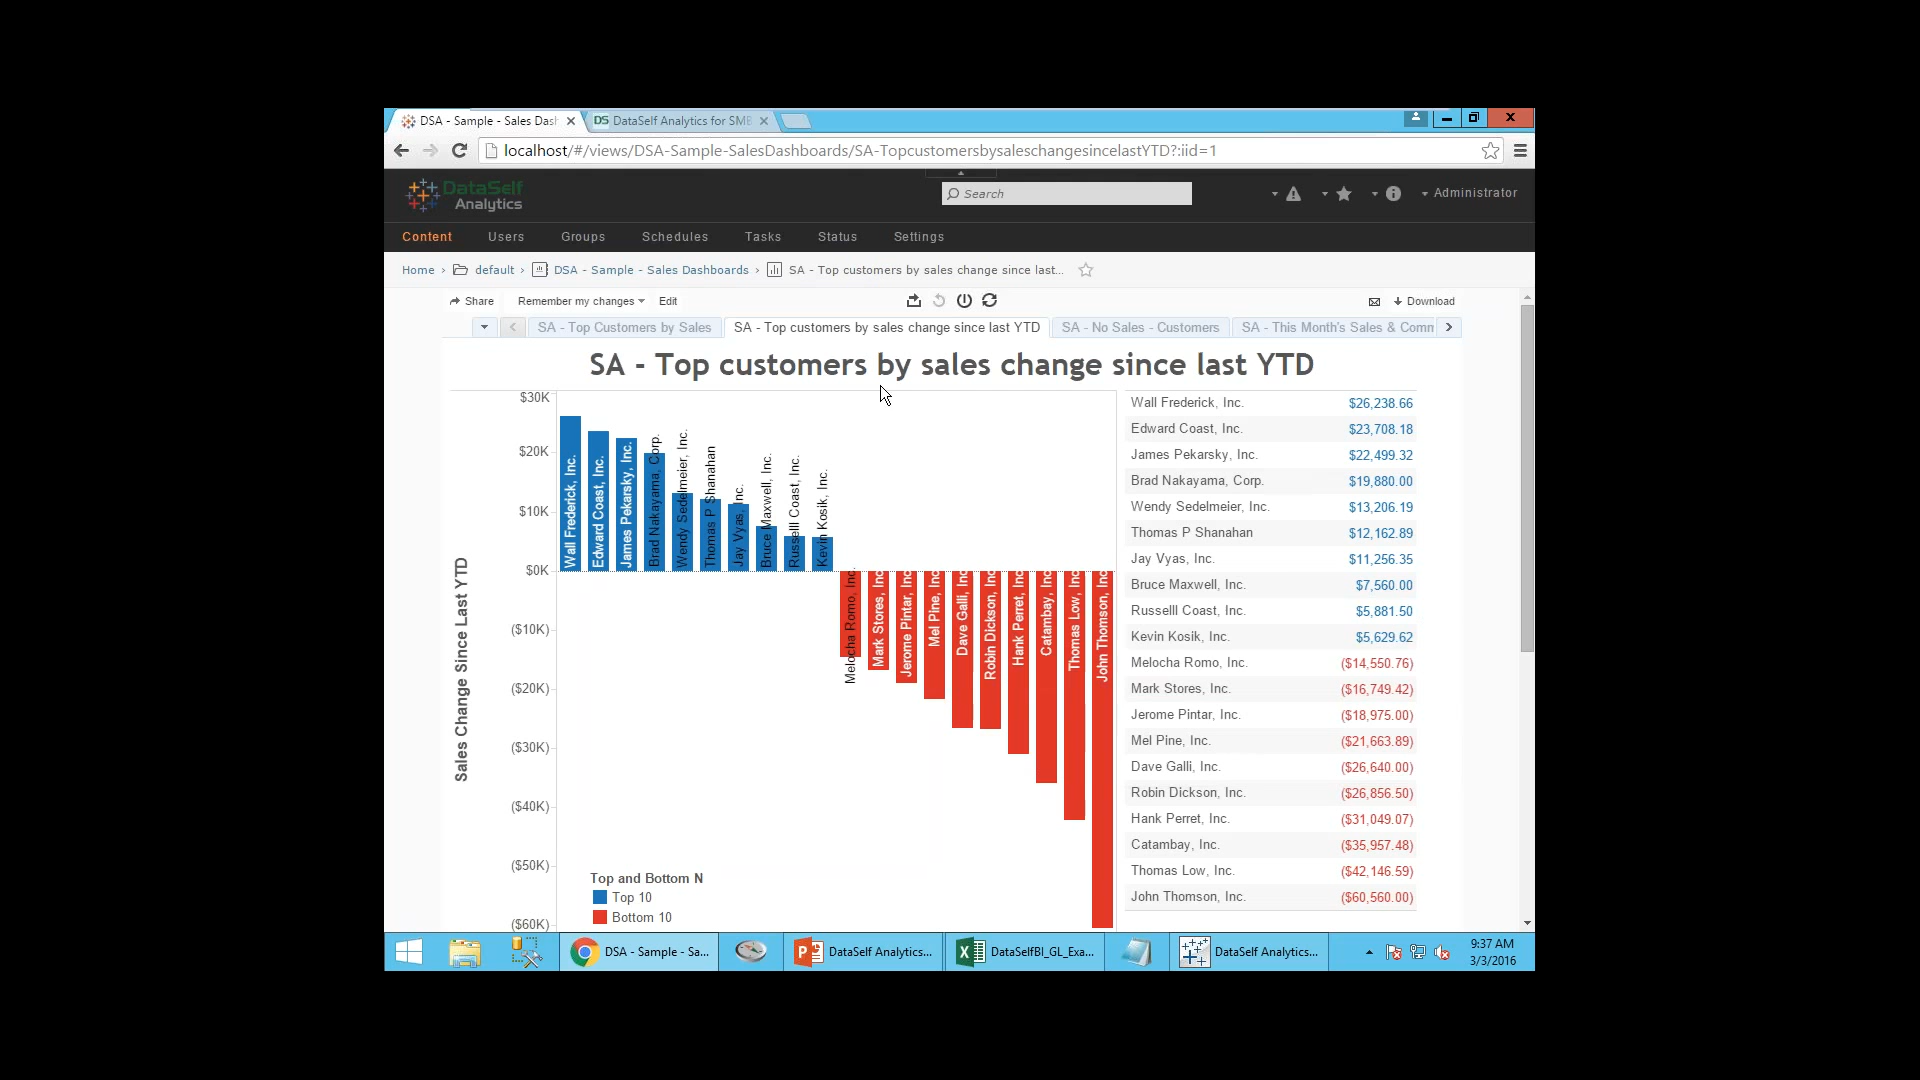 DSA - Sample - Sales Dash
DS DataSelf Analytics for SMB
localhost/#/views/DSA-Sample-SalesDashboards/SA-TopcustomersbysaleschangesincelastYTD?:iid=1
DataSelf
Analytics
Search
Administrator
Content Users Groups Schedules Tasks Status Settings
Home › default › DSA - Sample - Sales Dashboards › SA - Top customers by sales change since last...
Share Remember my changes Edit Download
SA - Top Customers by Sales SA - Top customers by sales change since last YTD SA - No Sales - Customers SA - This Month's Sales & Comm
SA - Top customers by sales change since last YTD
Sales Change Since Last YTD
$30K
$20K
$10K
$0K
($10K)
($20K)
($30K)
($40K)
($50K)
($60K)
Wall Frederick, Inc.
Edward Coast, Inc.
James Pekarsky, Inc.
Brad Nakayama, Corp.
Wendy Sedelmeier, Inc.
Thomas P Shanahan
Jay Vyas, Inc.
Bruce Maxwell, Inc.
Russelll Coast, Inc.
Kevin Kosik, Inc.
Melocha Romo, Inc.
Mark Stores, Inc
Jerome Pintar, Inc
Mel Pine, Inc
Dave Galli, Inc
Robin Dickson, Inc
Hank Perret, Inc
Catambay, Inc
Thomas Low, Inc
John Thomson, Inc
Top and Bottom N
Top 10
Bottom 10
Wall Frederick, Inc. $26,238.66
Edward Coast, Inc. $23,708.18
James Pekarsky, Inc. $22,499.32
Brad Nakayama, Corp. $19,880.00
Wendy Sedelmeier, Inc. $13,206.19
Thomas P Shanahan $12,162.89
Jay Vyas, Inc. $11,256.35
Bruce Maxwell, Inc. $7,560.00
Russelll Coast, Inc. $5,881.50
Kevin Kosik, Inc. $5,629.62
Melocha Romo, Inc. ($14,550.76)
Mark Stores, Inc. ($16,749.42)
Jerome Pintar, Inc. ($18,975.00)
Mel Pine, Inc. ($21,663.89)
Dave Galli, Inc. ($26,640.00)
Robin Dickson, Inc. ($26,856.50)
Hank Perret, Inc. ($31,049.07)
Catambay, Inc. ($35,957.48)
Thomas Low, Inc. ($42,146.59)
John Thomson, Inc. ($60,560.00)
DSA - Sample - Sa... DataSelf Analytics... DataSelfBI_GL_Exa... DataSelf Analytics...
9:37 AM
3/3/2016